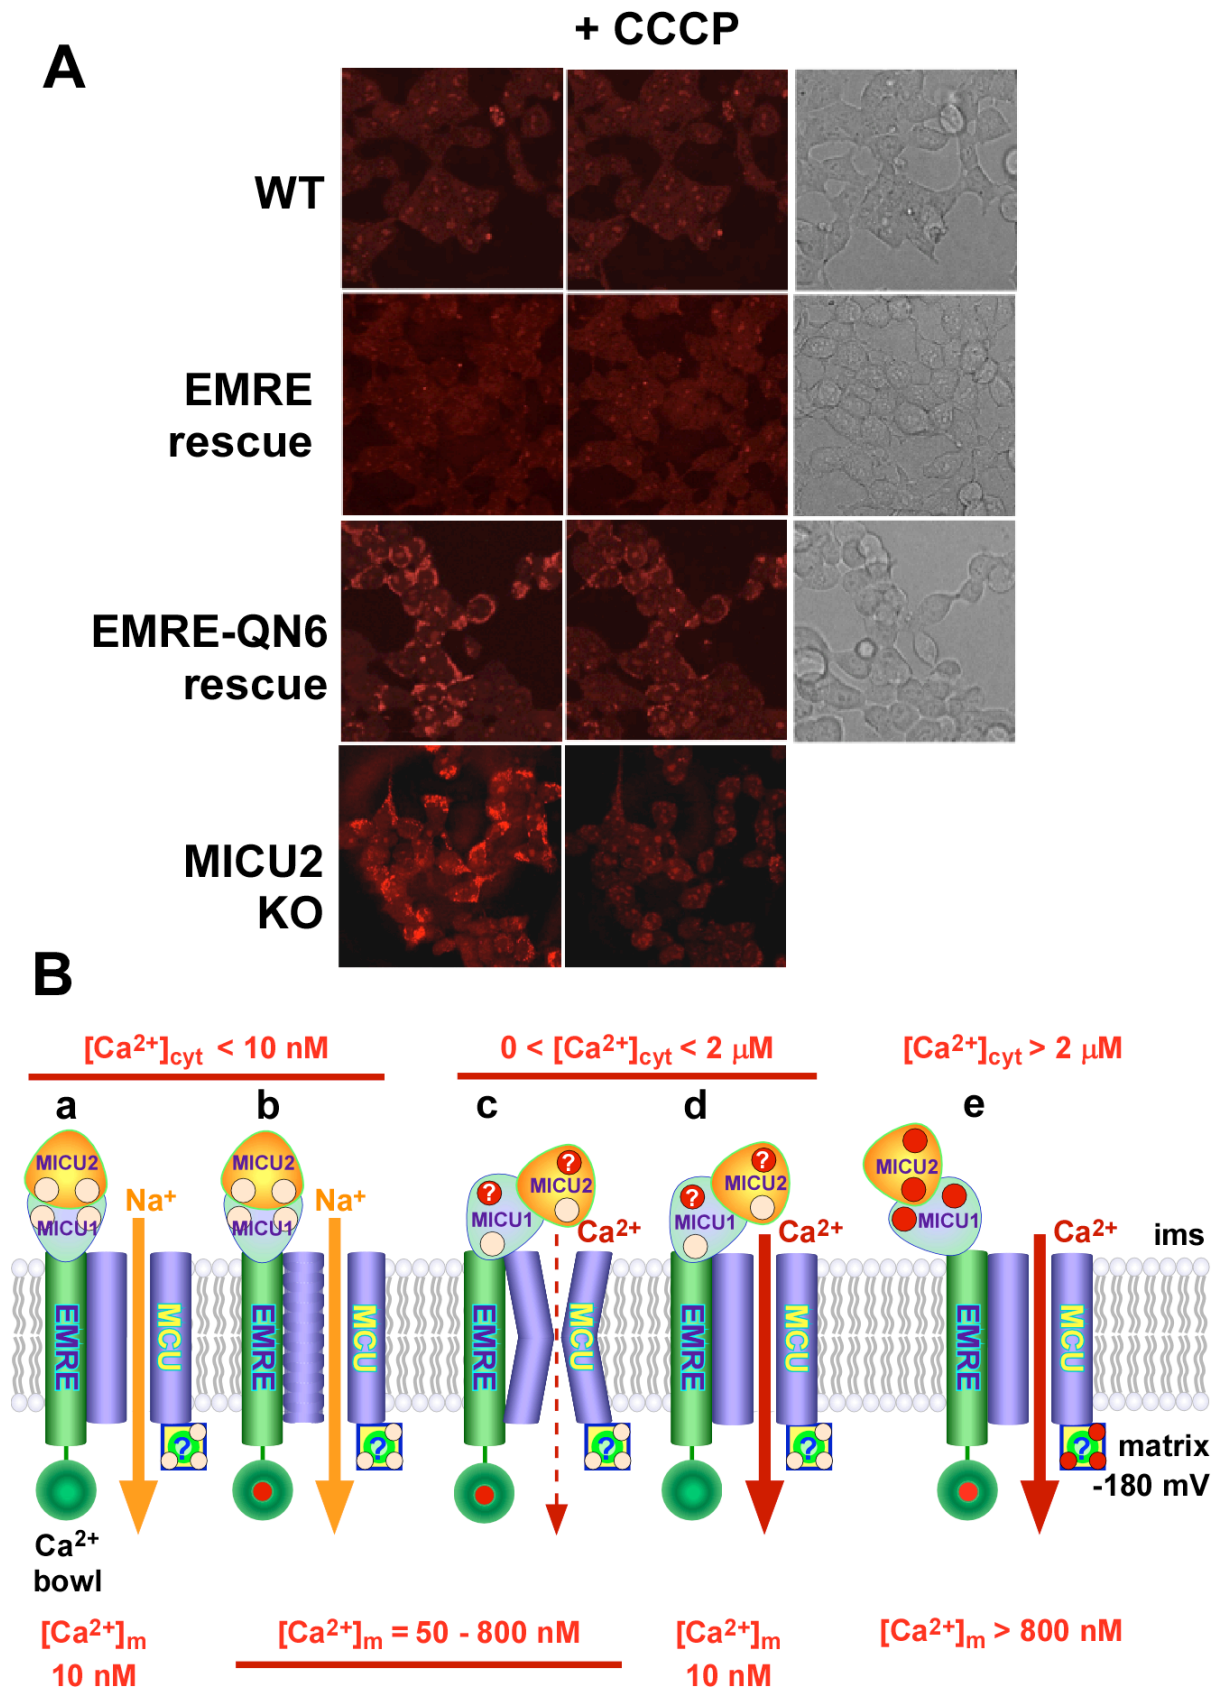 + CCCP
A
WT
EMRE
rescue
EMRE-QN6
rescue
MICU2
KO
B
[Ca²⁺]cyt < 10 nM
0 < [Ca²⁺]cyt < 2 μM
[Ca²⁺]cyt > 2 μM
a b c d e
MICU2 MICU2 MICU2 MICU2 MICU2
MICU1 MICU1 MICU1 MICU1 MICU1
? ? ? ?
Na⁺ Na⁺ Ca²⁺ Ca²⁺ Ca²⁺
ims
EMRE MCU EMRE EMRE MCU EMRE MCU EMRE MCU
? ? ? ? ?
matrix
-180 mV
Ca²⁺
bowl
[Ca²⁺]m
10 nM
[Ca²⁺]m = 50 - 800 nM
[Ca²⁺]m
10 nM
[Ca²⁺]m > 800 nM